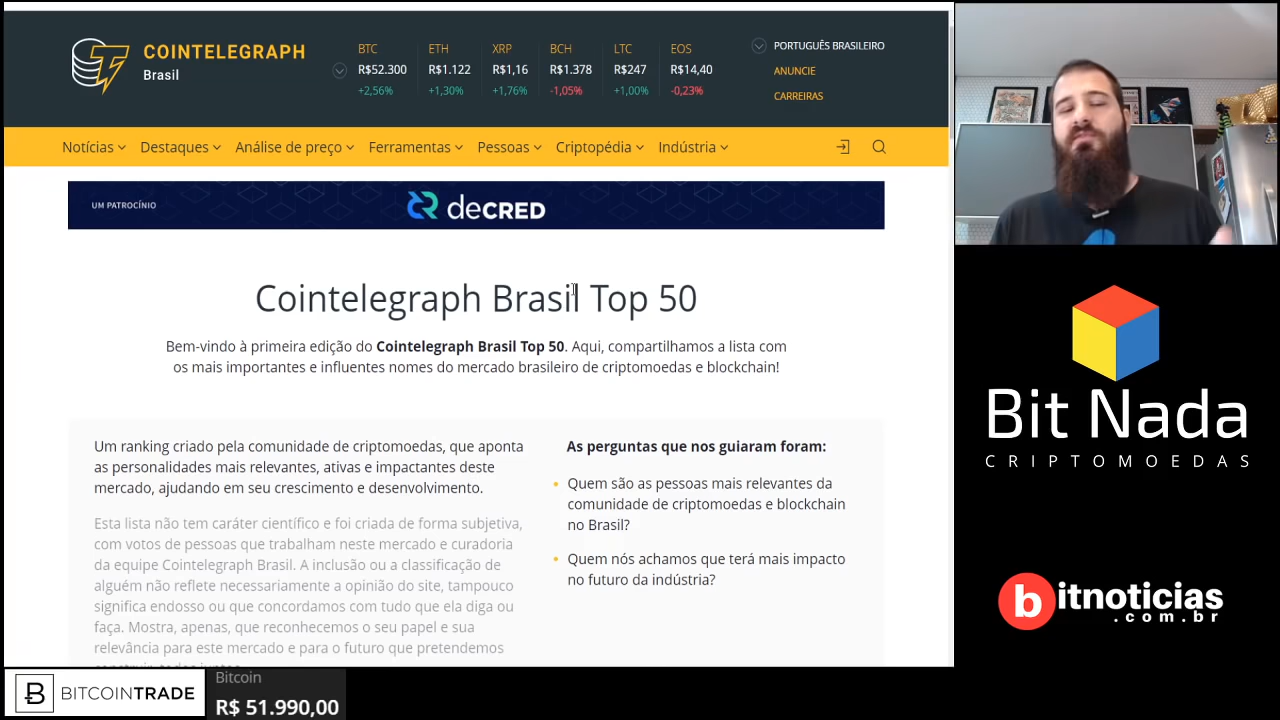 COINTELEGRAPH
Brasil
BTC ETH XRP BCH LTC EOS
R$52.300 R$1.122 R$1,16 R$1.378 R$247 R$14,40
+2,56% +1,30% +1,76% -1,05% +1,00% -0,23%
PORTUGUÊS BRASILEIRO
ANUNCIE
CARREIRAS
Notícias Destaques Análise de preço Ferramentas Pessoas Criptopédia Indústria
UM PATROCÍNIO
deCRED
Cointelegraph Brasil Top 50
Bem-vindo à primeira edição do Cointelegraph Brasil Top 50. Aqui, compartilhamos a lista com
os mais importantes e influentes nomes do mercado brasileiro de criptomoedas e blockchain!
Um ranking criado pela comunidade de criptomoedas, que aponta
as personalidades mais relevantes, ativas e impactantes deste
mercado, ajudando em seu crescimento e desenvolvimento.
Esta lista não tem caráter científico e foi criada de forma subjetiva,
com votos de pessoas que trabalham neste mercado e curadoria
da equipe Cointelegraph Brasil. A inclusão ou a classificação de
alguém não reflete necessariamente a opinião do site, tampouco
significa endosso ou que concordamos com tudo que ela diga ou
faça. Mostra, apenas, que reconhecemos o seu papel e sua
relevância para este mercado e para o futuro que pretendemos
As perguntas que nos guiaram foram:
• Quem são as pessoas mais relevantes da
comunidade de criptomoedas e blockchain
no Brasil?
• Quem nós achamos que terá mais impacto
no futuro da indústria?
Bit Nada
CRIPTOMOEDAS
bitnoticias
.com.br
BITCOINTRADE
Bitcoin
R$ 51.990,00